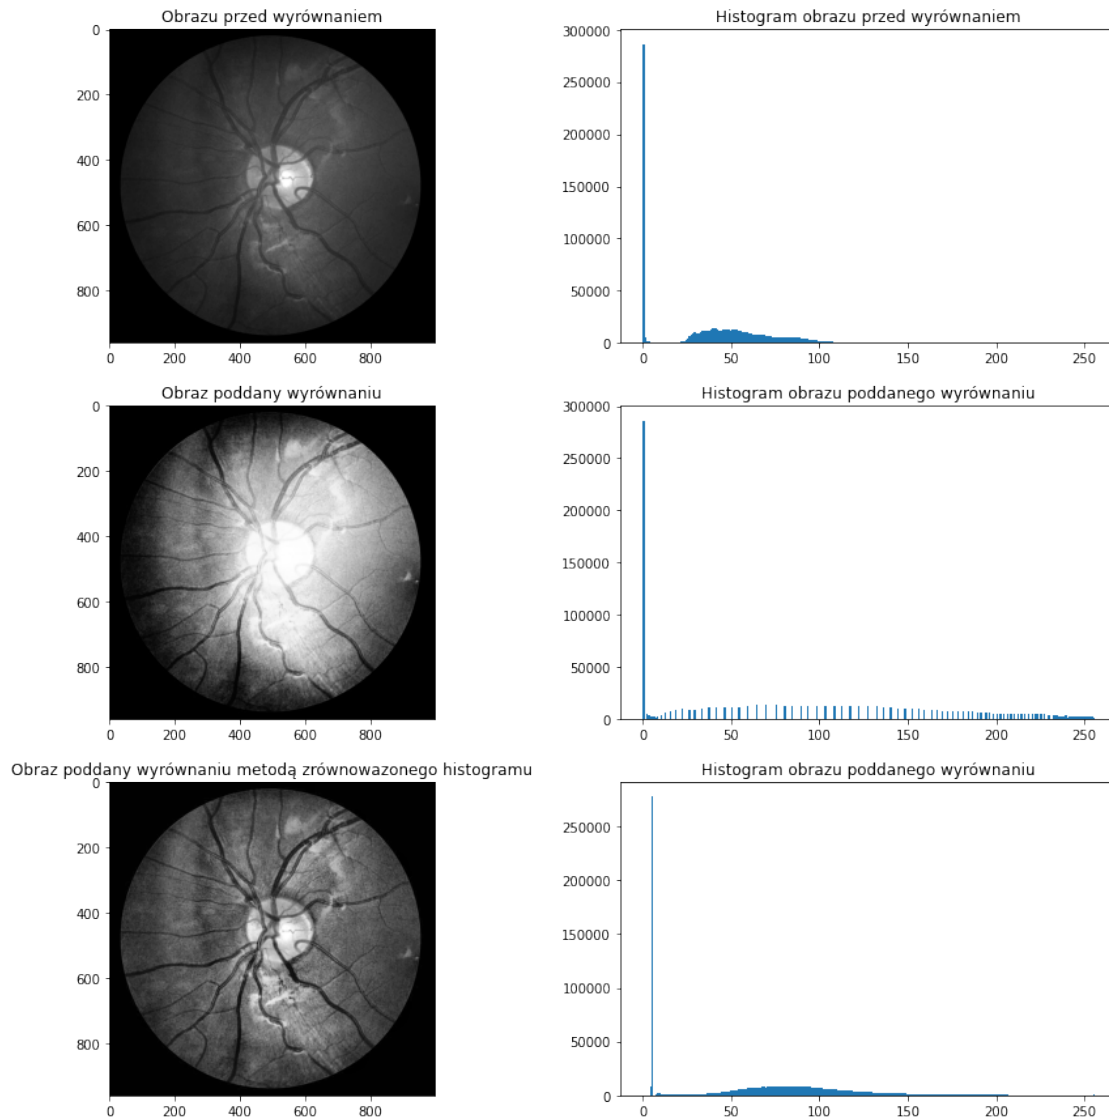 Obrazu przed wyrównaniem
0
200
400
600
800
0 200 400 600 800
Histogram obrazu przed wyrównaniem
300000
250000
200000
150000
100000
50000
0
0 50 100 150 200 250
Obraz poddany wyrównaniu
0
200
400
600
800
0 200 400 600 800
Histogram obrazu poddanego wyrównaniu
300000
250000
200000
150000
100000
50000
0
0 50 100 150 200 250
Obraz poddany wyrównaniu metodą zrównowazonego histogramu
0
200
400
600
800
0 200 400 600 800
Histogram obrazu poddanego wyrównaniu
250000
200000
150000
100000
50000
0
0 50 100 150 200 250